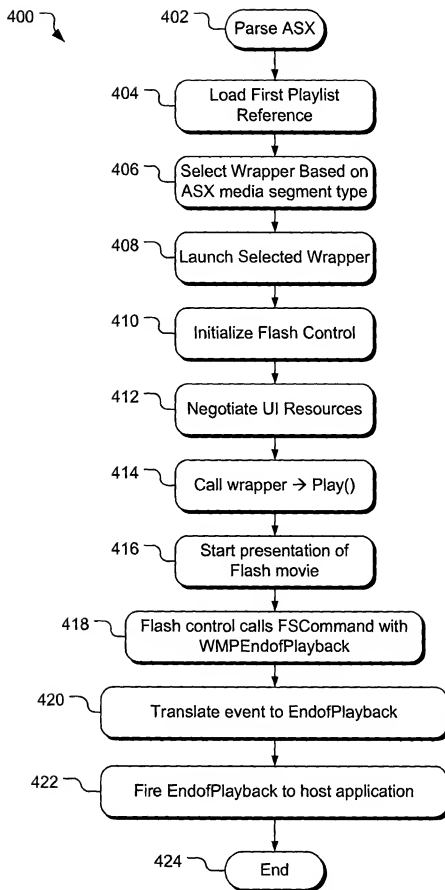 400
402
Parse ASX
404
Load First Playlist
Reference
406
Select Wrapper Based on
ASX media segment type
408
Launch Selected Wrapper
410
Initialize Flash Control
412
Negotiate UI Resources
414
Call wrapper → Play()
416
Start presentation of
Flash movie
418
Flash control calls FSCommand with
WMPEndofPlayback
420
Translate event to EndofPlayback
422
Fire EndofPlayback to host application
424
End